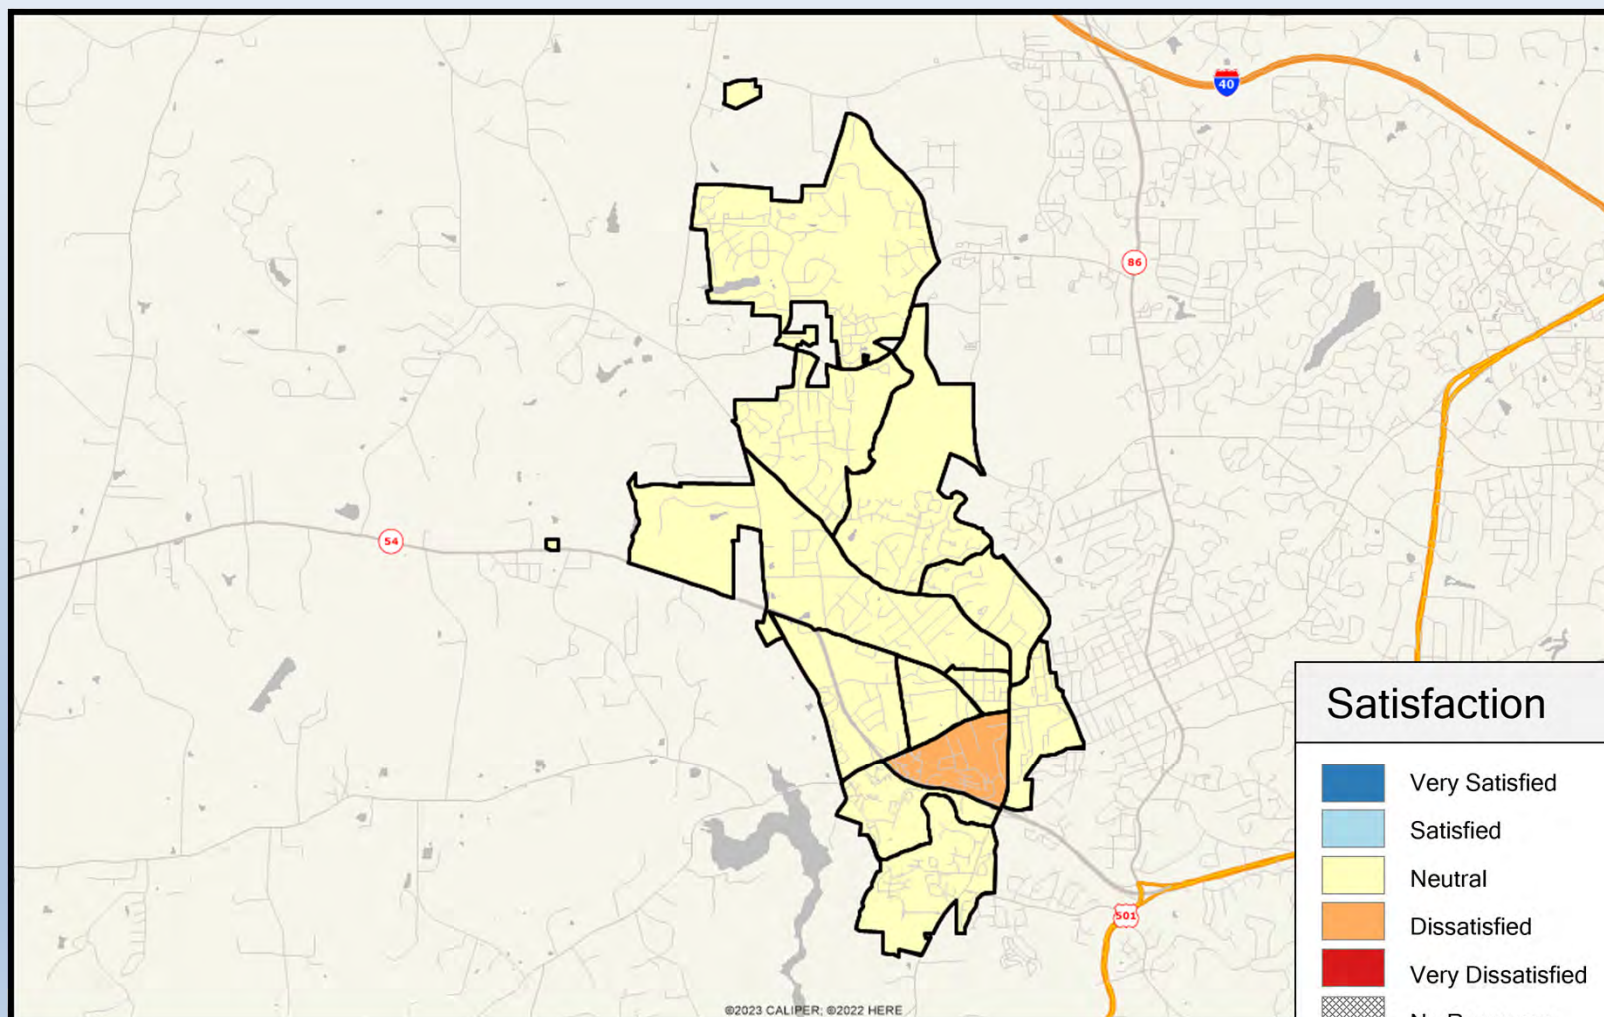 40
86
54
Satisfaction
Very Satisfied
Satisfied
Neutral
Dissatisfied
501
Very Dissatisfied
©2023 CALIPER; ©2022 HERE